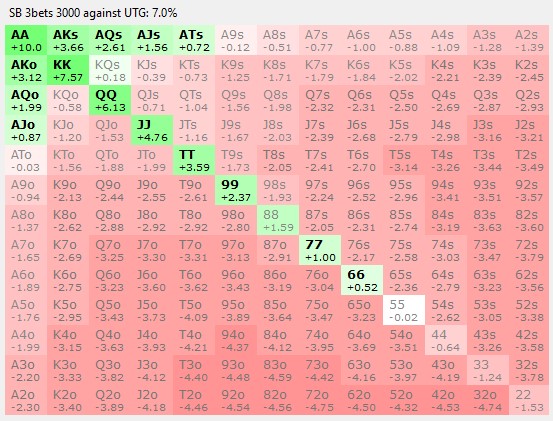 SB 3bets 3000 against UTG: 7.0%
AA AKs AQs AJs ATs A9s A8s A7s A6s A5s A4s A3s A2s
+10.0 +3.66 +2.61 +1.56 +0.72 -0.12 -0.51 -0.77 -1.00 -0.88 -1.09 -1.28 -1.39
AKo KK KQs KJs KTs K9s K8s K7s K6s K5s K4s K3s K2s
+3.12 +7.57 +0.18 -0.39 -0.73 -1.25 -1.71 -1.79 -1.88 -2.02 -2.21 -2.39 -2.45
AQo KQo QQ QJs QTs Q9s Q8s Q7s Q6s Q5s Q4s Q3s Q2s
+1.99 -0.58 +6.13 -0.71 -1.04 -1.56 -1.98 -2.32 -2.31 -2.50 -2.69 -2.87 -2.93
AJo KJo QJo JJ JTs J9s J8s J7s J6s J5s J4s J3s J2s
+0.87 -1.20 -1.53 +4.76 -1.16 -1.67 -2.03 -2.39 -2.68 -2.79 -2.98 -3.16 -3.21
ATo KTo QTo JTo TT T9s T8s T7s T6s T5s T4s T3s T2s
-0.03 -1.56 -1.88 -1.99 +3.59 -1.73 -2.05 -2.41 -2.70 -3.14 -3.26 -3.44 -3.49
A9o K9o Q9o J9o T9o 99 98s 97s 96s 95s 94s 93s 92s
-0.94 -2.13 -2.44 -2.55 -2.61 +2.37 -1.93 -2.24 -2.52 -2.96 -3.41 -3.51 -3.57
A8o K8o Q8o J8o T8o 98o 88 87s 86s 85s 84s 83s 82s
-1.37 -2.62 -2.88 -2.92 -2.92 -2.80 +1.59 -2.05 -2.31 -2.74 -3.19 -3.63 -3.60
A7o K7o Q7o J7o T7o 97o 87o 77 76s 75s 74s 73s 72s
-1.65 -2.69 -3.25 -3.30 -3.31 -3.13 -2.91 +1.00 -2.17 -2.58 -3.03 -3.47 -3.79
A6o K6o Q6o J6o T6o 96o 86o 76o 66 65s 64s 63s 62s
-1.89 -2.75 -3.23 -3.60 -3.62 -3.43 -3.19 -3.04 +0.52 -2.36 -2.79 -3.23 -3.56
A5o K5o Q5o J5o T5o 95o 85o 75o 65o 55 54s 53s 52s
-1.76 -2.95 -3.43 -3.73 -4.09 -3.89 -3.64 -3.47 -3.23 -0.02 -2.62 -3.05 -3.38
A4o K4o Q4o J4o T4o 94o 84o 74o 64o 54o 44 43s 42s
-1.99 -3.15 -3.63 -3.93 -4.21 -4.37 -4.12 -3.95 -3.69 -3.51 -0.64 -3.26 -3.58
A3o K3o Q3o J3o T3o 93o 83o 73o 63o 53o 43o 33 32s
-2.20 -3.33 -3.82 -4.12 -4.40 -4.48 -4.59 -4.42 -4.16 -3.97 -4.19 -1.24 -3.78
A2o K2o Q2o J2o T2o 92o 82o 72o 62o 52o 42o 32o 22
-2.30 -3.40 -3.89 -4.18 -4.46 -4.54 -4.56 -4.75 -4.50 -4.32 -4.53 -4.74 -1.53